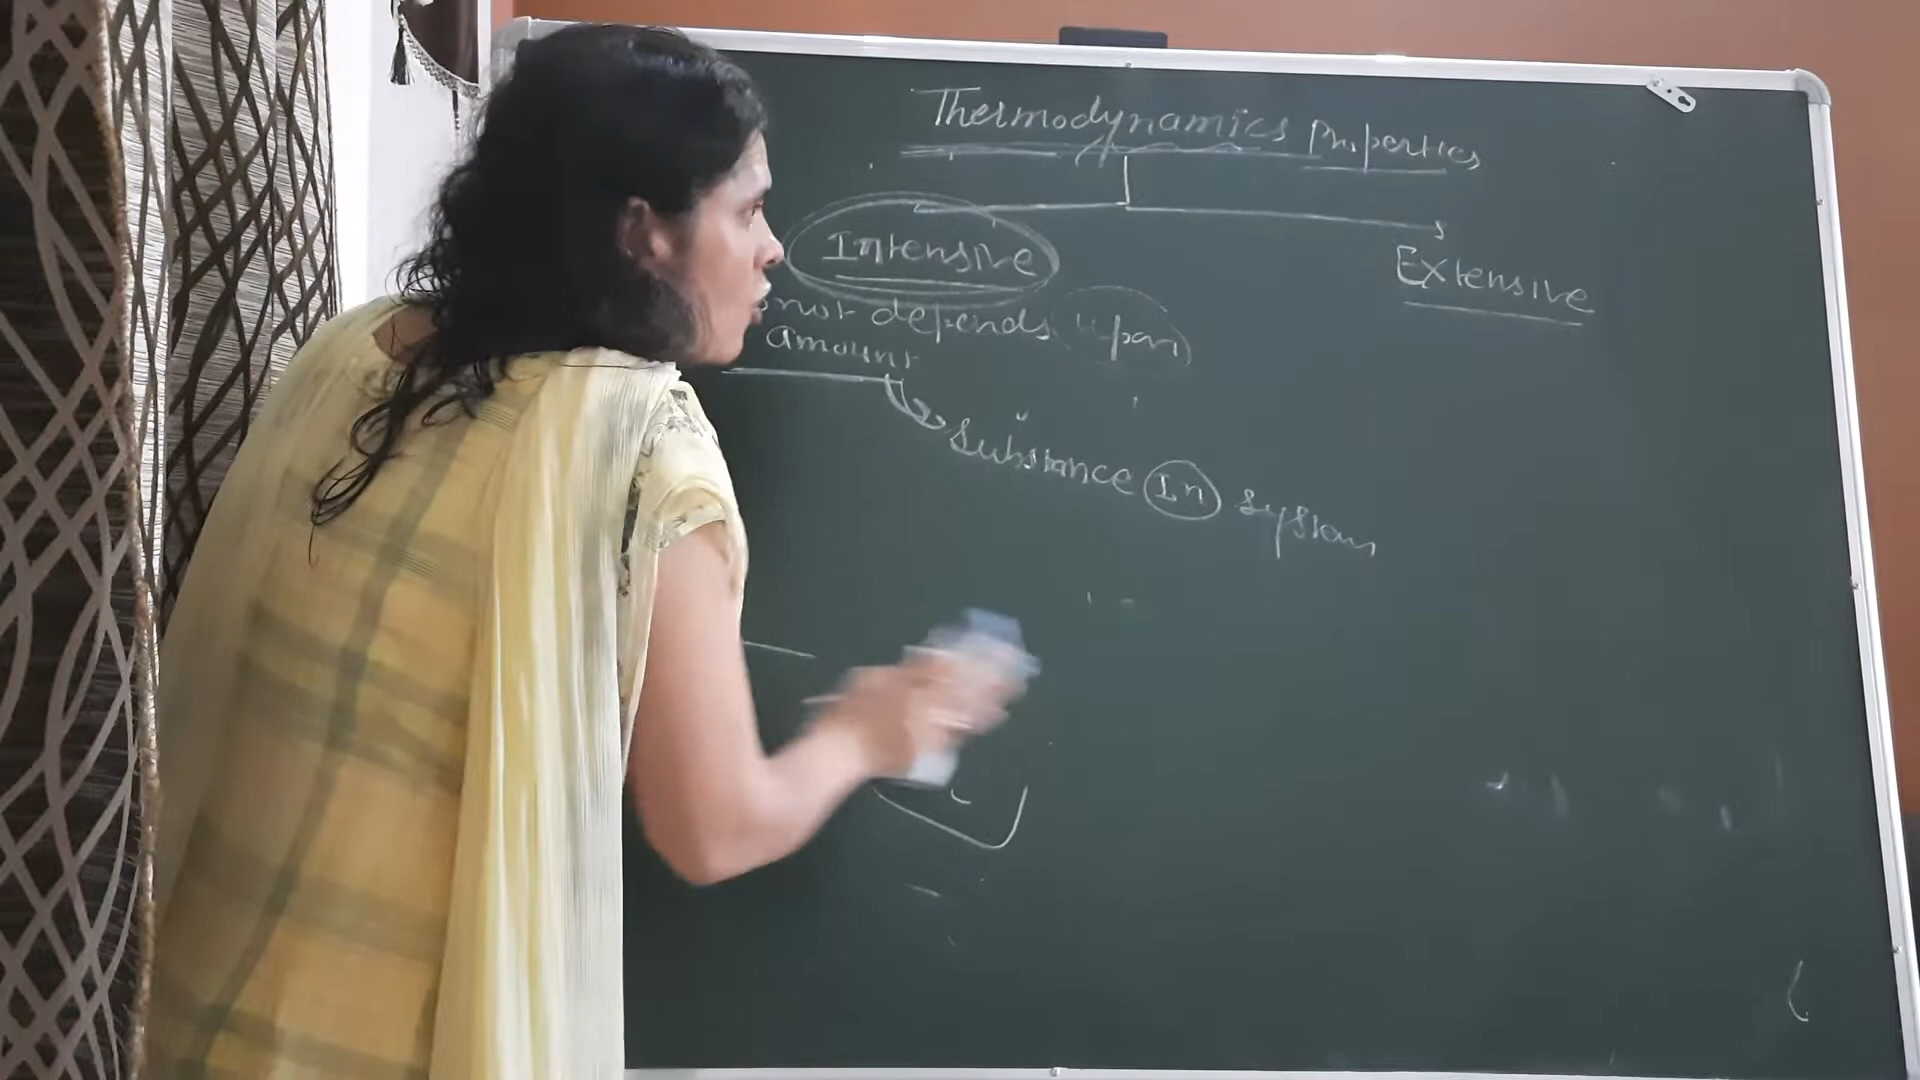 Thermodynamics Properties
Intensive
Extensive
not depends upon
amount
Substance In System